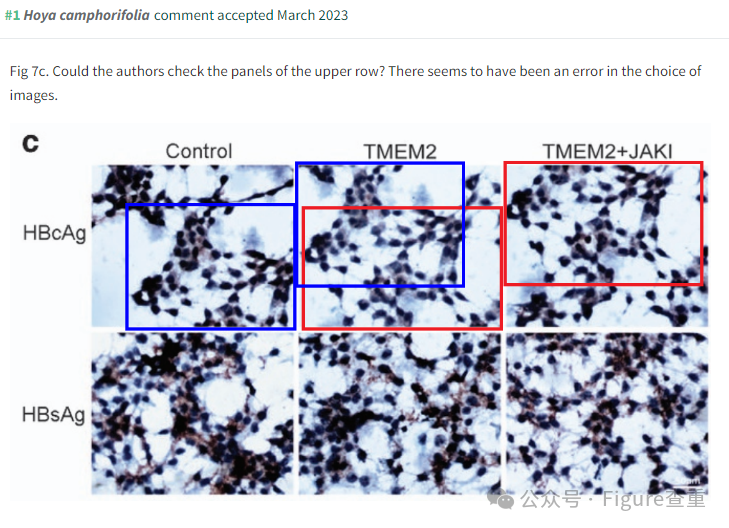 #1 Hoya camphorifolia comment accepted March 2023
Fig 7c. Could the authors check the panels of the upper row? There seems to have been an error in the choice of
images.
C
Control
TMEM2
TMEM2+JAKI
HBcAg
HBsAg
公众号 · Figure查重